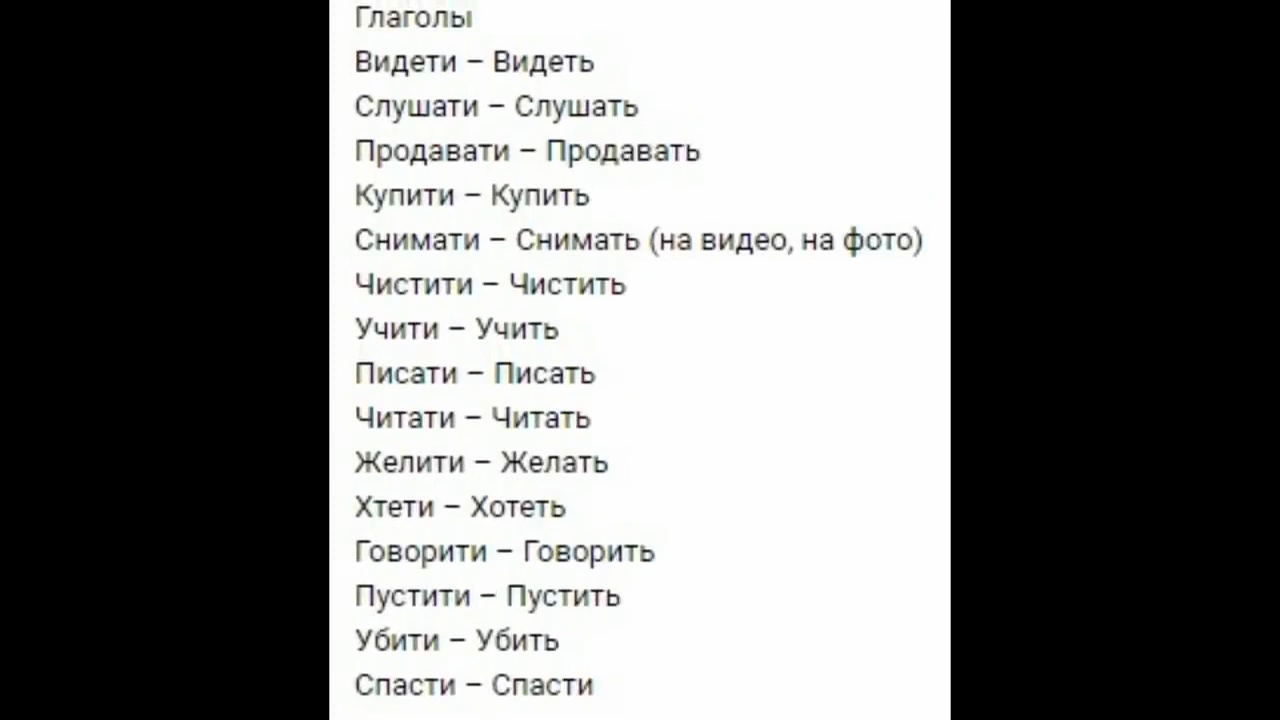 Глаголы
Видети – Видеть
Слушати – Слушать
Продавати – Продавать
Купити – Купить
Снимати – Снимать (на видео, на фото)
Чистити – Чистить
Учити – Учить
Писати – Писать
Читати – Читать
Желити – Желать
Хтети – Хотеть
Говорити – Говорить
Пустити – Пустить
Убити – Убить
Спасти – Спасти